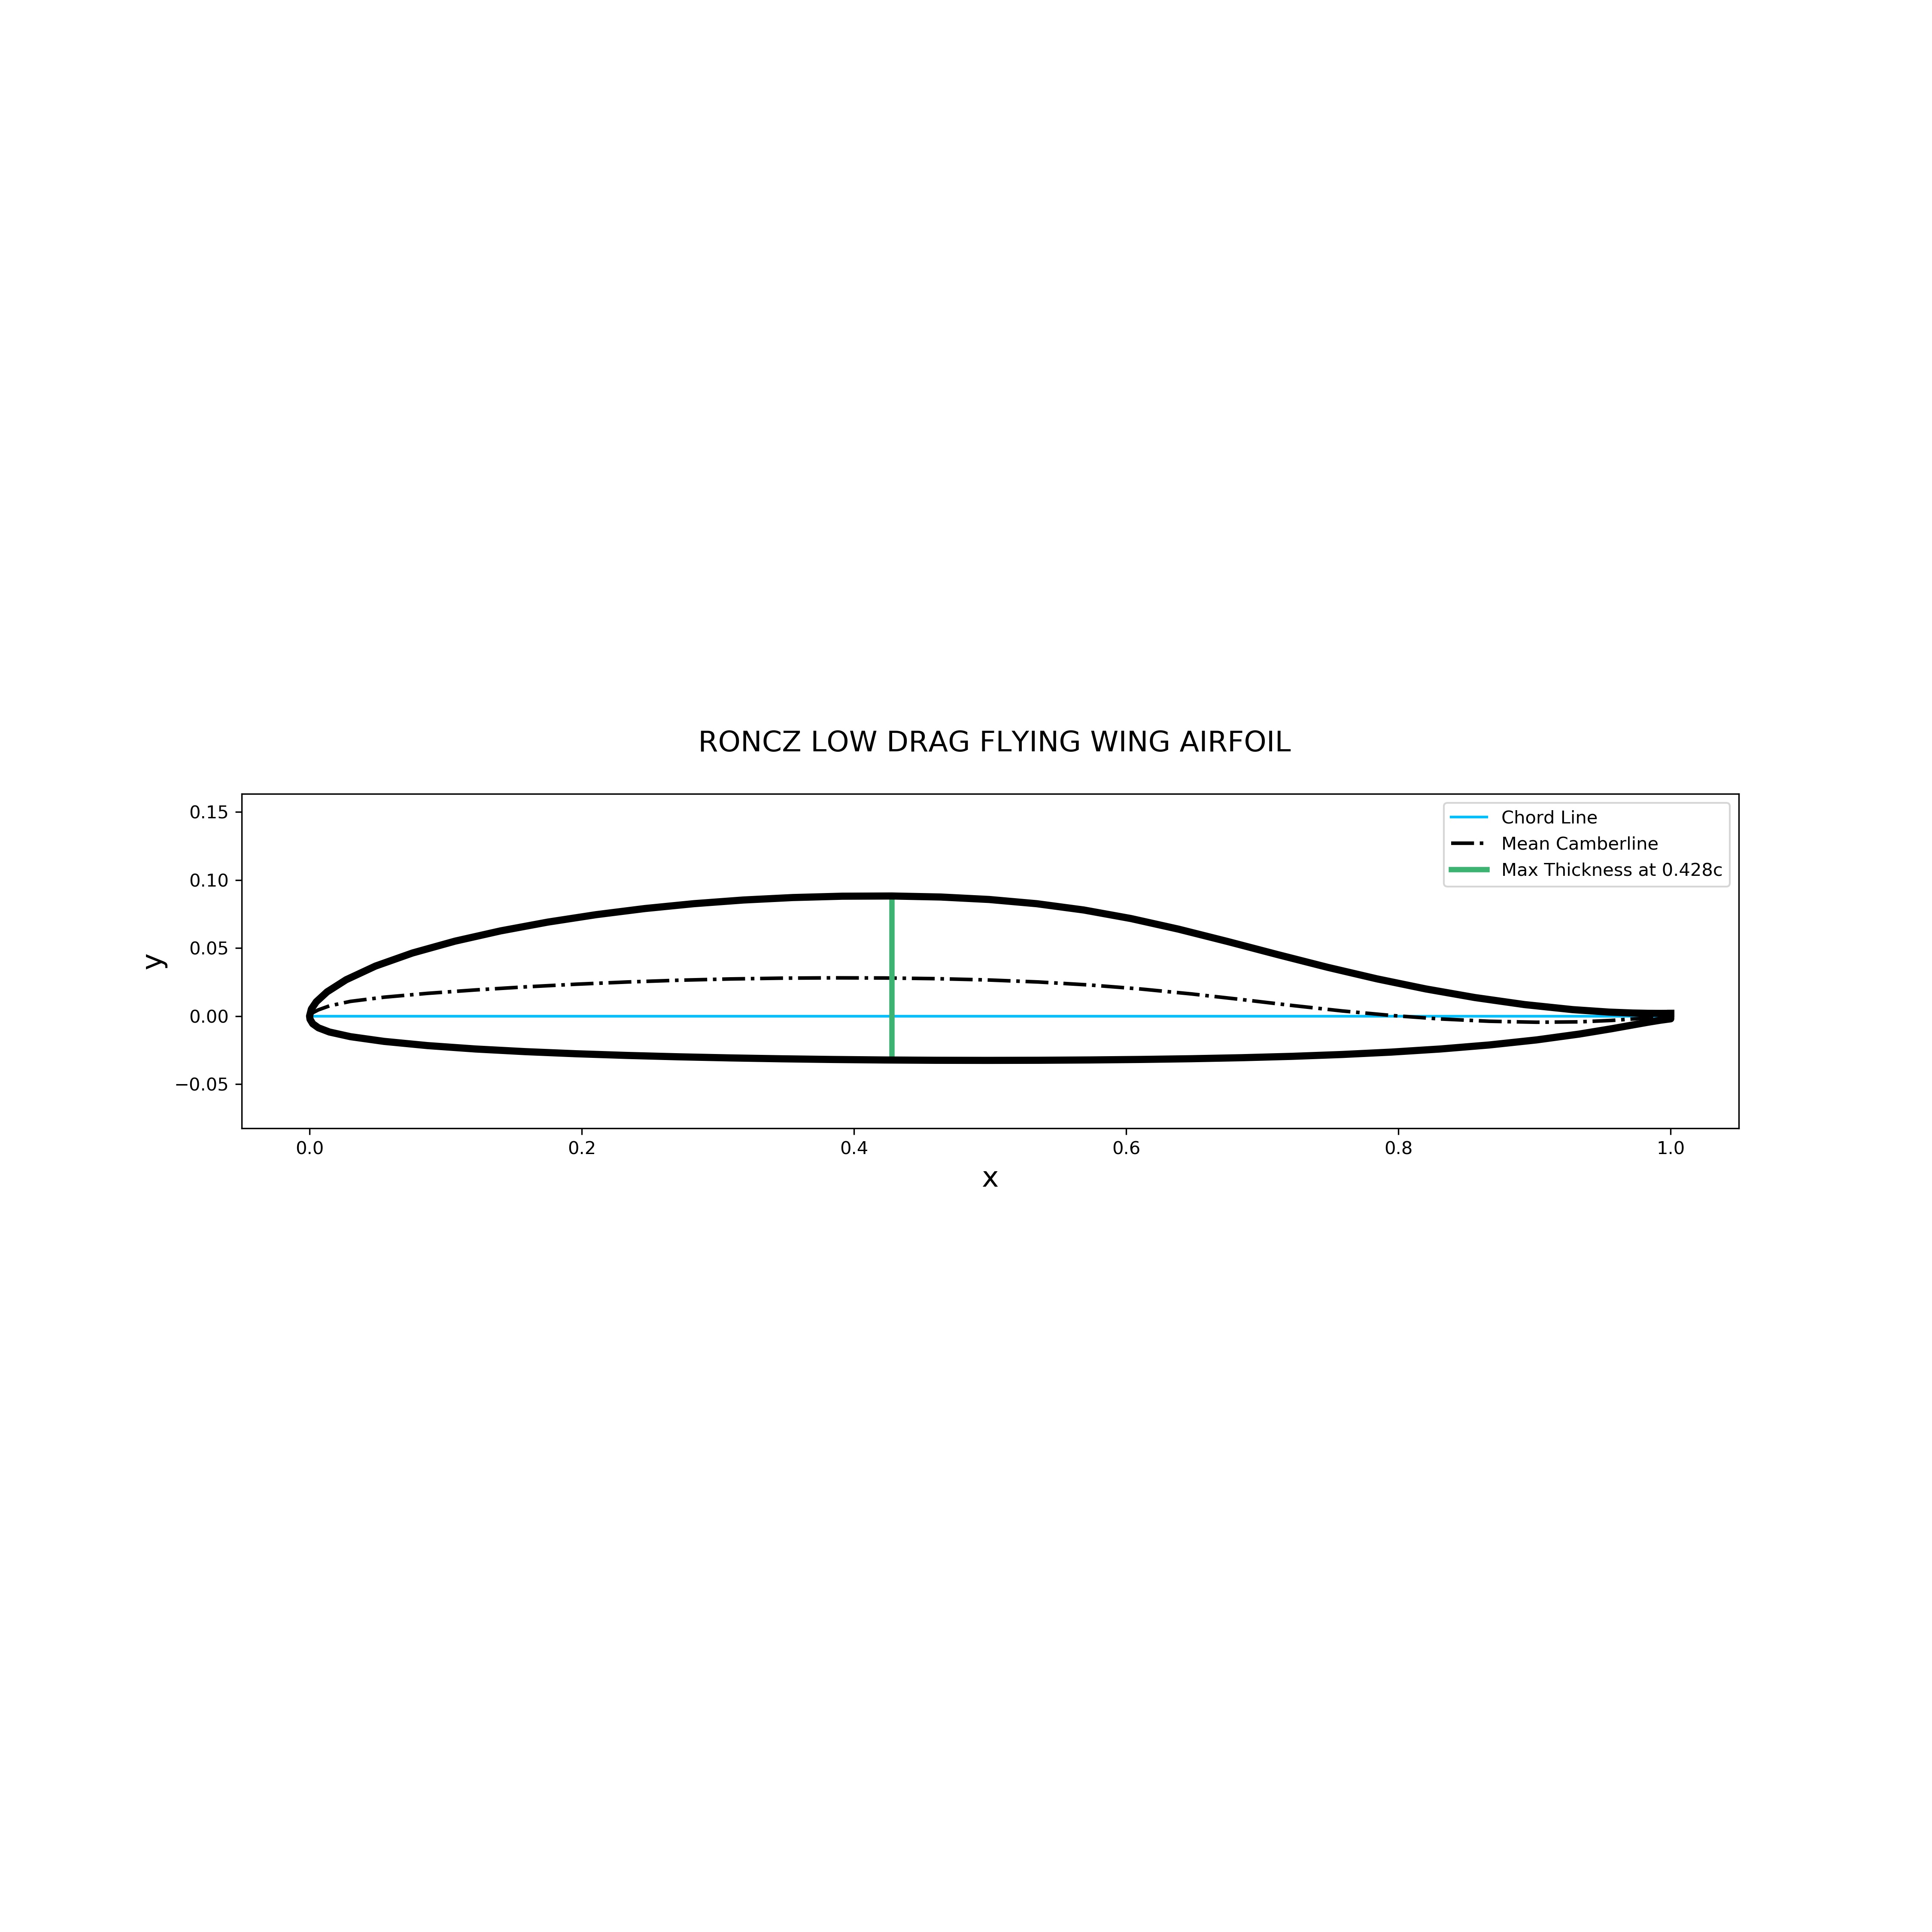 RONCZ LOW DRAG FLYING WING AIRFOIL
Chord Line
Mean Camberline
Max Thickness at 0.428c
0.15
0.10
0.05
0.00
−0.05
y
0.0 0.2 0.4 0.6 0.8 1.0
x